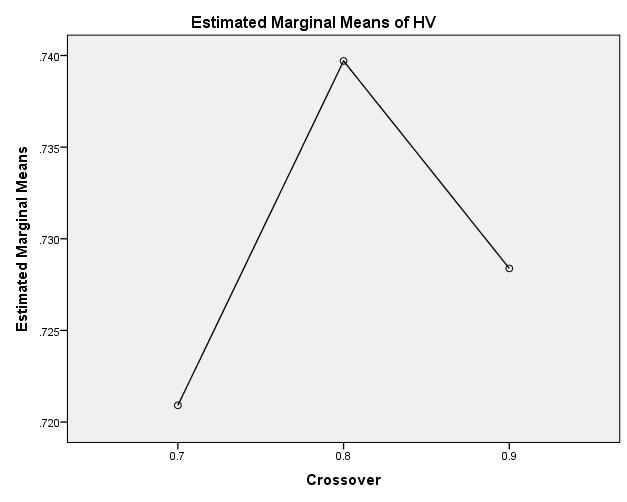 Estimated Marginal Means of HV
Estimated Marginal Means
.740
.735
.730
.725
.720
0.7
0.8
0.9
Crossover